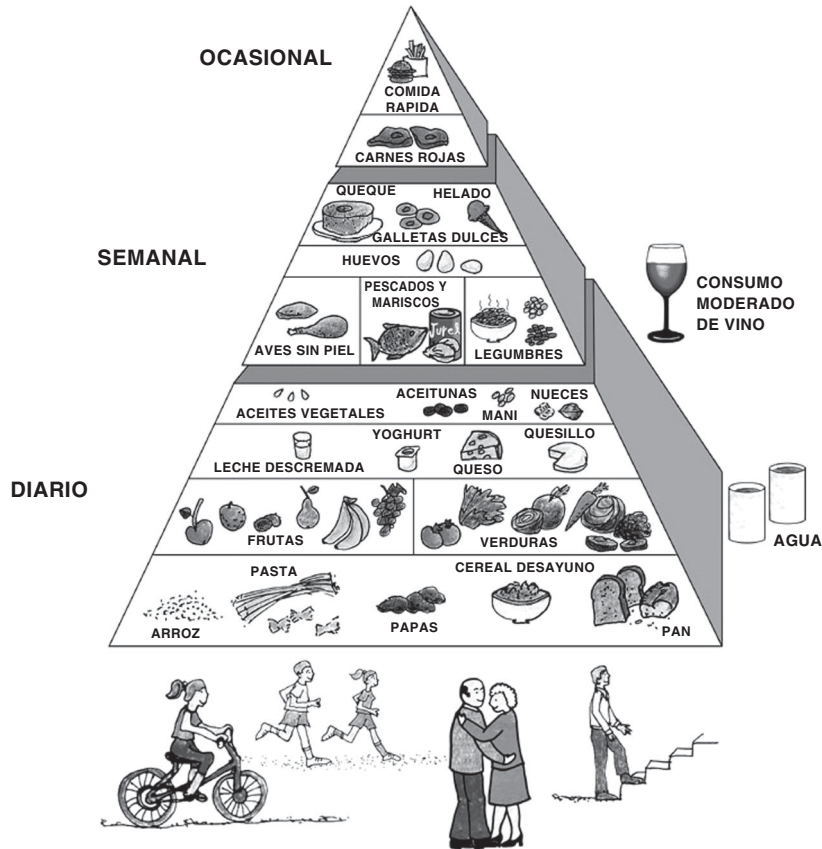 OCASIONAL
COMIDA
RAPIDA
CARNES ROJAS
QUEQUE
HELADO
GALLETAS DULCES
SEMANAL
HUEVOS
PESCADOS Y
MARISCOS
Jurel
AVES SIN PIEL
LEGUMBRES
CONSUMO
MODERADO
DE VINO
ACEITES VEGETALES
ACEITUNAS
MANI
NUECES
LECHE DESCREMADA
YOGHURT
QUESO
QUESILLO
DIARIO
FRUTAS
VERDURAS
AGUA
ARROZ
PASTA
PAPAS
CEREAL DESAYUNO
PAN